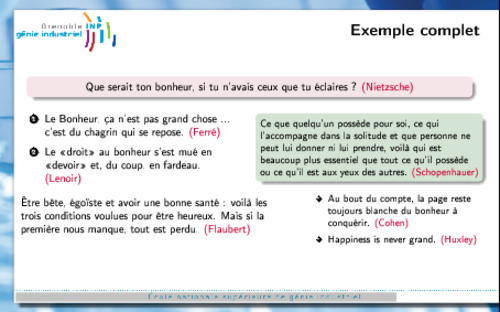 Grenoble INP
génie industriel
Exemple complet
Que serait ton bonheur, si tu n'avais ceux que tu éclaires ? (Nietzsche)
1 Le Bonheur, ça n'est pas grand chose ...
c'est du chagrin qui se repose. (Ferré)
2 Le «droit» au bonheur s'est mué en
«devoir» et, du coup, en fardeau.
(Lenoir)
Ce que quelqu'un possède pour soi, ce qui
l'accompagne dans la solitude et que personne ne
peut lui donner ni lui prendre, voilà qui est
beaucoup plus essentiel que tout ce qu'il possède
ou ce qu'il est aux yeux des autres. (Schopenhauer)
Être bête, égoïste et avoir une bonne santé : voilà les
trois conditions voulues pour être heureux. Mais si la
première nous manque, tout est perdu. (Flaubert)
Au bout du compte, la page reste
toujours blanche du bonheur à
conquérir. (Cohen)
Happiness is never grand. (Huxley)
École nationale supérieure de génie industriel